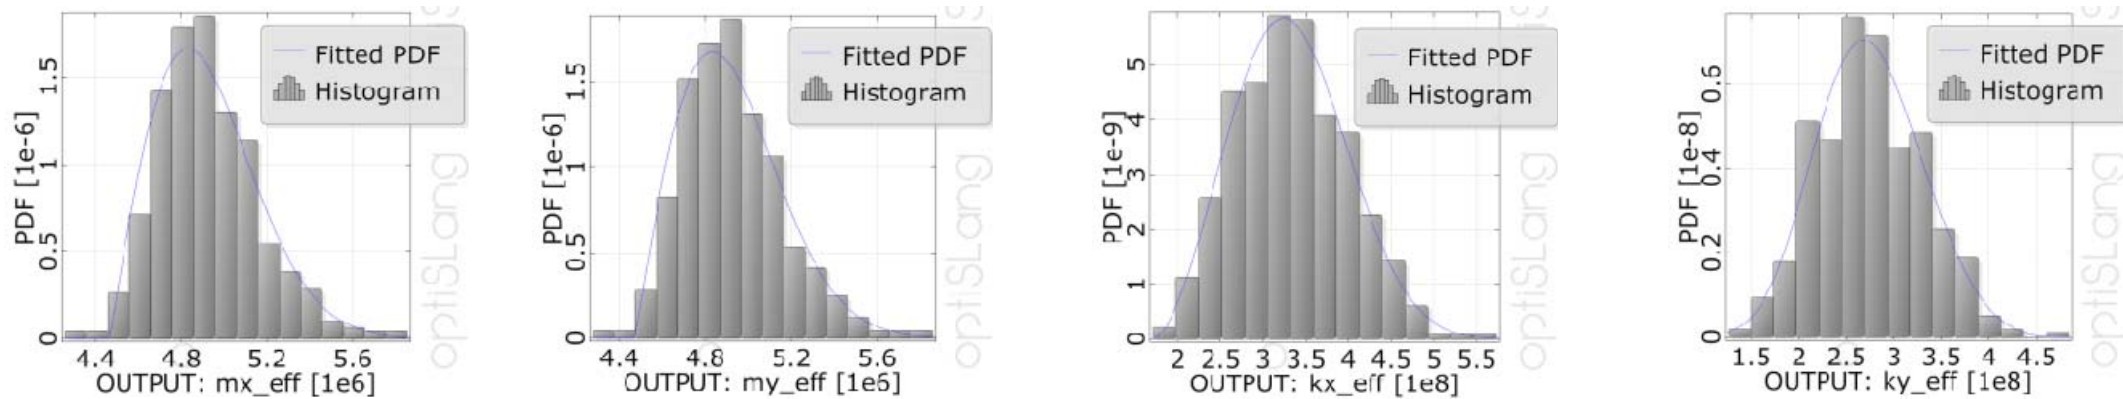 PDF [1e-6]
0
0.5
1
1.5
Fitted PDF
Histogram
4.4 4.8 5.2 5.6
OUTPUT: mx_eff [1e6]
optiSLang
PDF [1e-6]
0
0.5
1
1.5
Fitted PDF
Histogram
4.4 4.8 5.2 5.6
OUTPUT: my_eff [1e6]
optiSLang
PDF [1e-9]
0
1
2
3
4
5
Fitted PDF
Histogram
2 2.5 3 3.5 4 4.5 5 5.5
OUTPUT: kx_eff [1e8]
optiSLang
PDF [1e-8]
0
0.2
0.4
Fitted PDF
Histogram
1.5 2 2.5 3 3.5 4 4.5
OUTPUT: ky_eff [1e8]
optiSLang